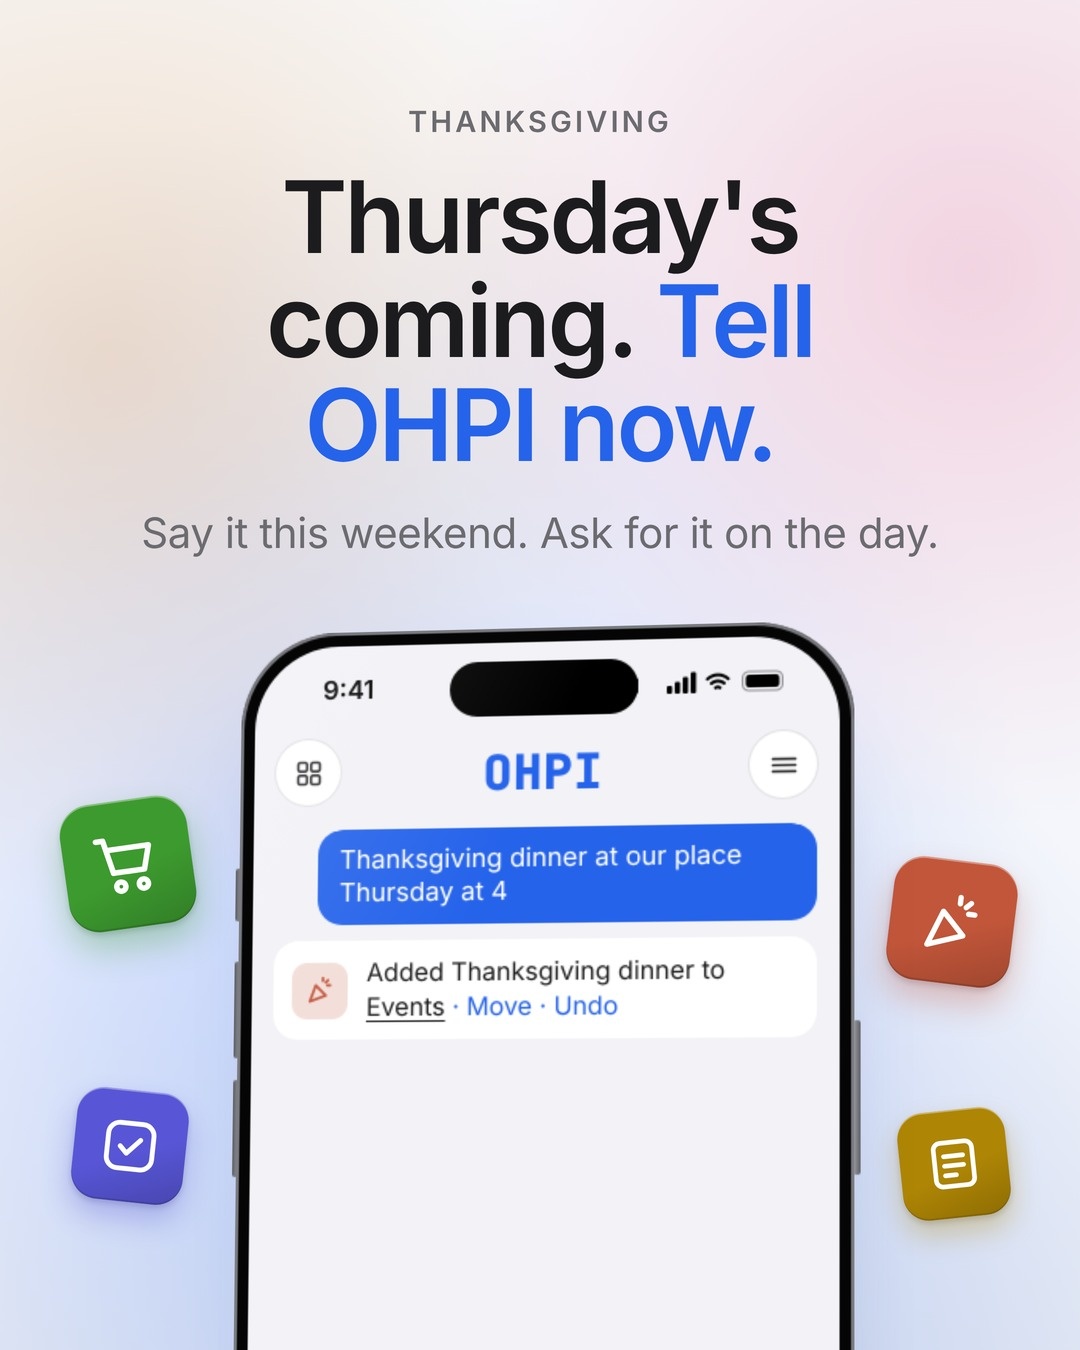 THANKSGIVING
Thursday's
coming. Tell
OHPI now.
Say it this weekend. Ask for it on the day.
9:41
OHPI
Thanksgiving dinner at our place
Thursday at 4
Added Thanksgiving dinner to
Events · Move · Undo